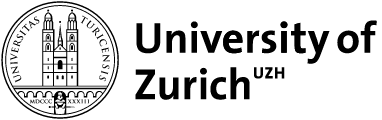 UNIVERSITAS TURICENSIS
MDCCC XXXIII
University of
Zurich UZH